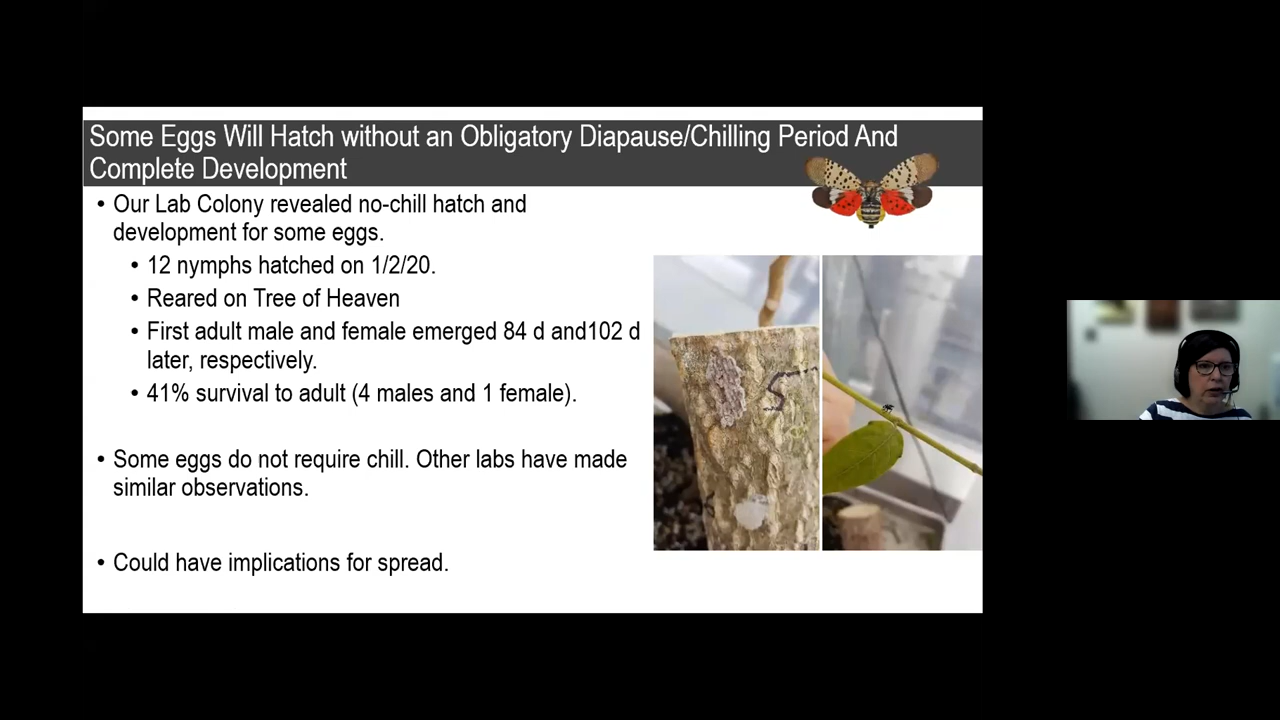 Some Eggs Will Hatch without an Obligatory Diapause/Chilling Period And
Complete Development
• Our Lab Colony revealed no-chill hatch and
development for some eggs.
• 12 nymphs hatched on 1/2/20.
• Reared on Tree of Heaven
• First adult male and female emerged 84 d and102 d
later, respectively.
• 41% survival to adult (4 males and 1 female).
• Some eggs do not require chill. Other labs have made
similar observations.
• Could have implications for spread.